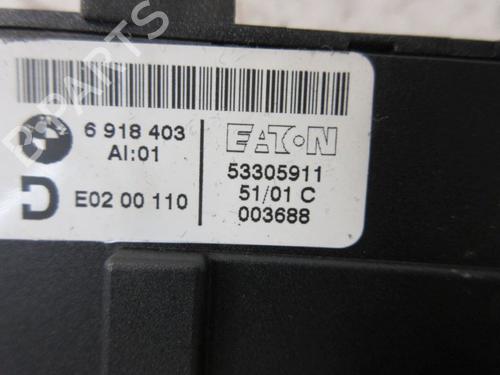 B-PARTS
6 918 403
AI:01
D
E02 00 110
EATON
53305911
51/01 C
003688